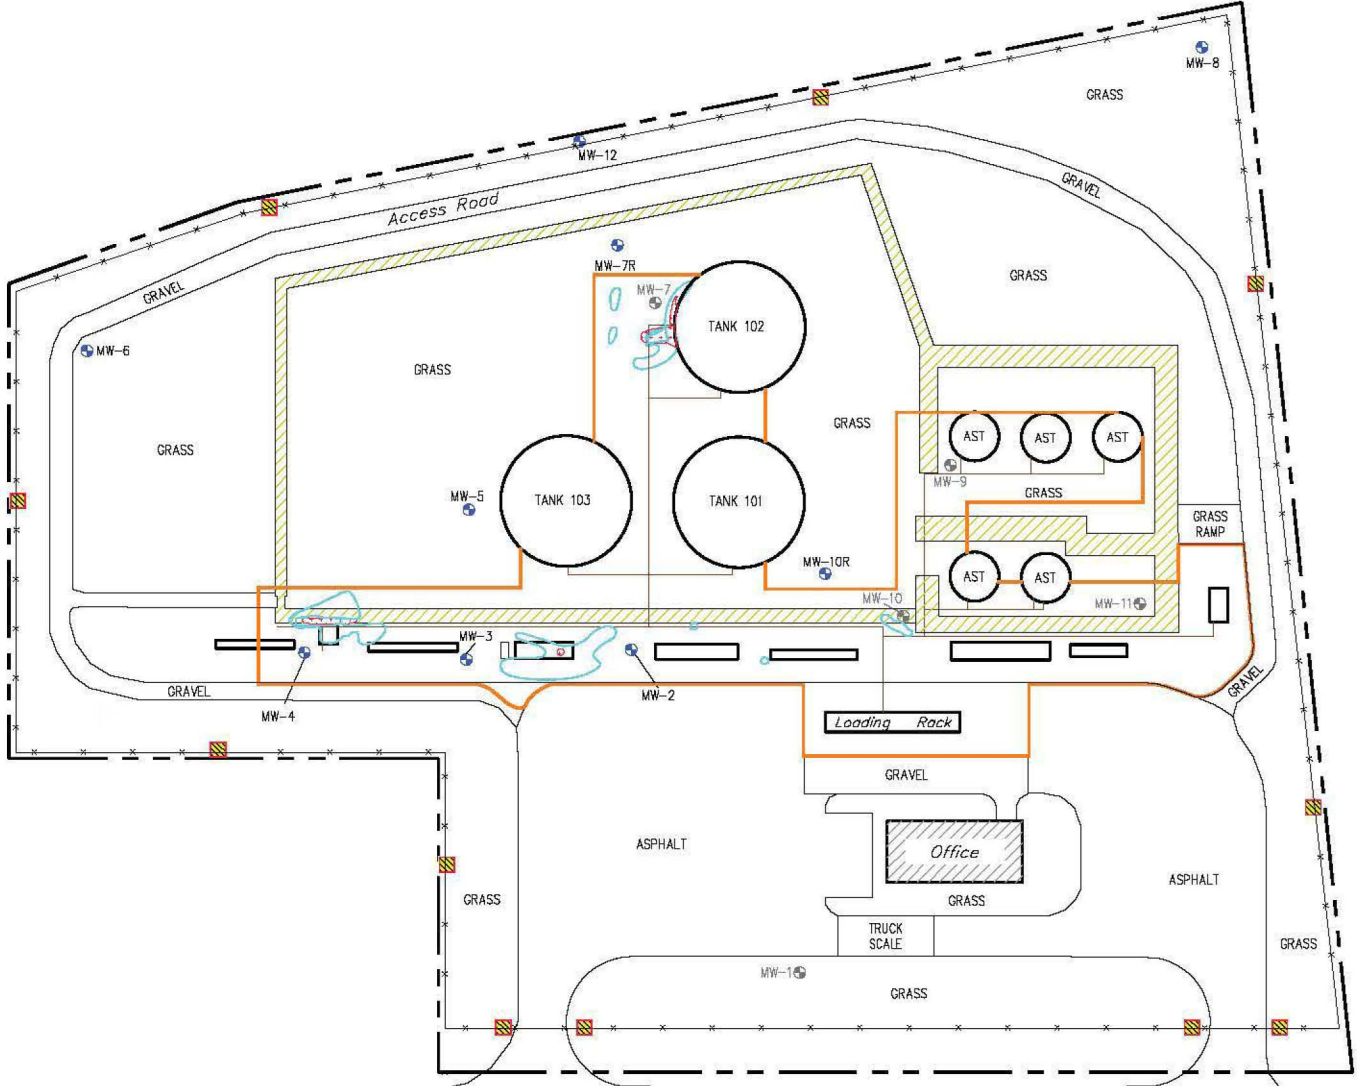 MW-8
GRASS
MW-12
GRAVEL
Access Road
MW-7R
GRASS
GRAVEL
MW-7
TANK 102
MW-6
GRASS
GRASS
AST
AST
AST
GRASS
MW-9
MW-5
GRASS
TANK 103
TANK 101
GRASS
RAMP
MW-10R
AST
AST
MW-10
MW-11
MW-3
GRAVEL
GRAVEL
MW-2
MW-4
Loading Rack
GRAVEL
ASPHALT
Office
ASPHALT
GRASS
GRASS
TRUCK
SCALE
GRASS
MW-1
GRASS